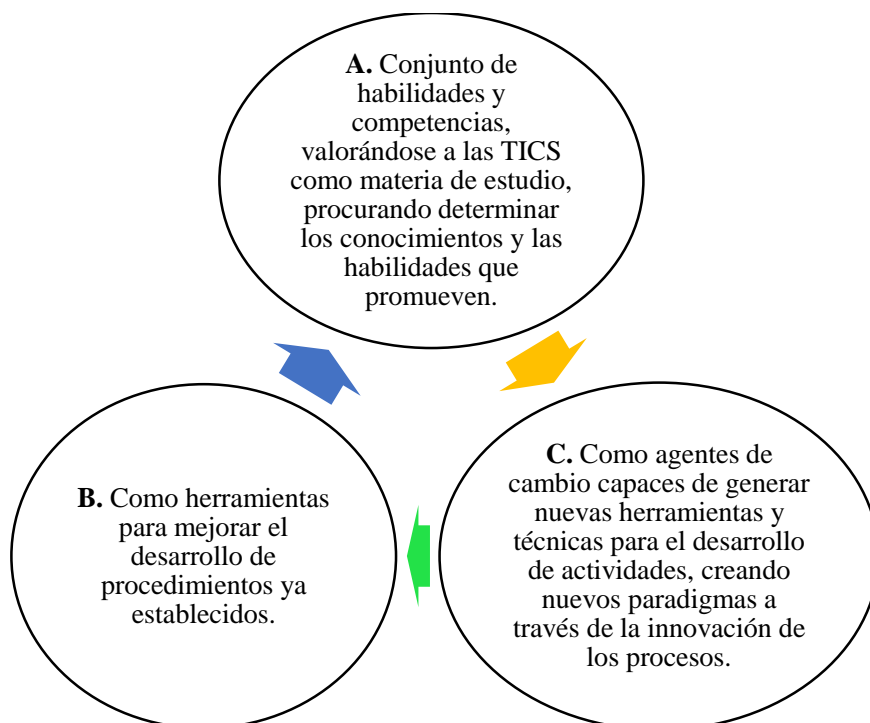 A. Conjunto de
habilidades y
competencias,
valorándose a las TICS
como materia de estudio,
procurando determinar
los conocimientos y las
habilidades que
promueven.
B. Como herramientas
para mejorar el
desarrollo de
procedimientos ya
establecidos.
C. Como agentes de
cambio capaces de generar
nuevas herramientas y
técnicas para el desarrollo
de actividades, creando
nuevos paradigmas a
través de la innovación de
los procesos.